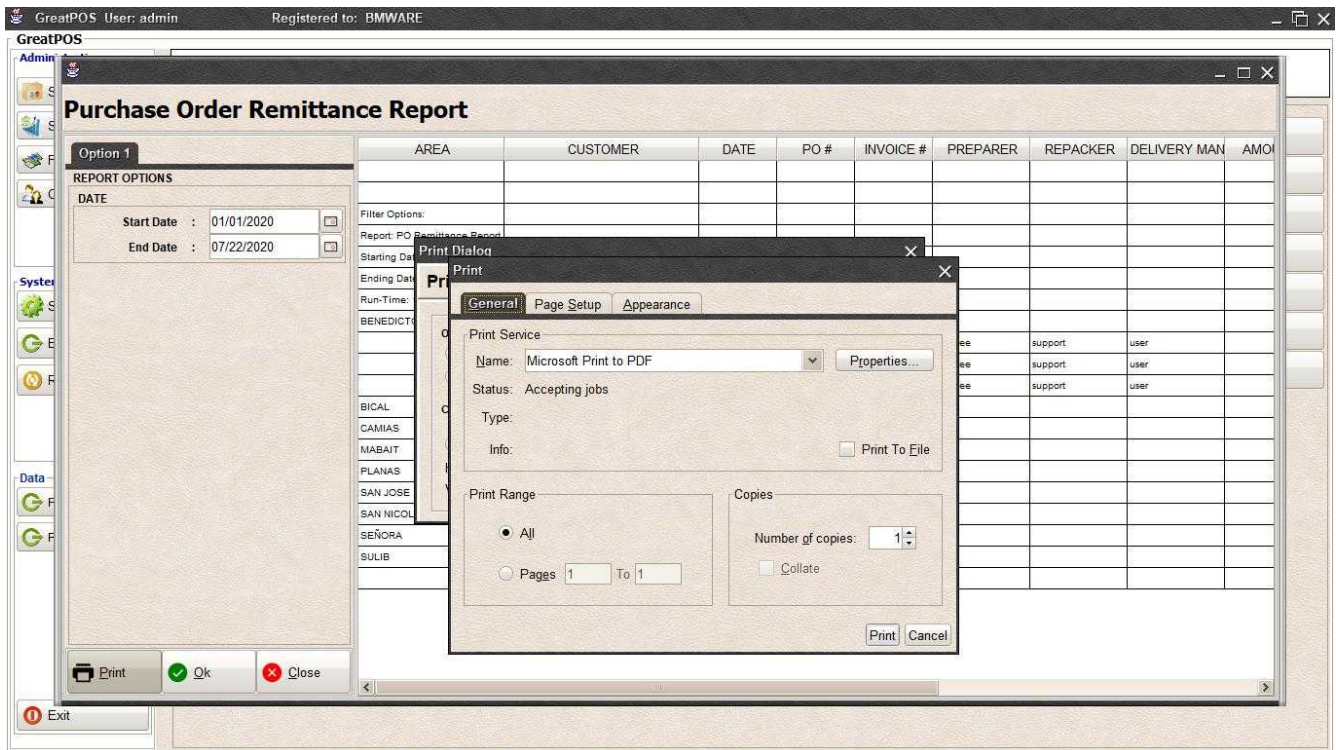 GreatPOS User: admin Registered to: BMWARE
GreatPOS
Purchase Order Remittance Report
Option 1
REPORT OPTIONS
DATE
Start Date : 01/01/2020
End Date : 07/22/2020
Print
Ok
Close
Exit
Data
AREA CUSTOMER DATE PO # INVOICE # PREPARER REPACKER DELIVERY MAN
Filter Options:
Report: PO Remittance Report
Starting
Ending
Run-Time:
support user
support user
support user
BICAL
CAMIAS
MABAIT
PLANAS
SAN JOSE
SEÑORA
SULIB
Print Dialog
Print
General Page Setup Appearance
Print Service
Name: Microsoft Print to PDF Properties...
Status: Accepting jobs
Type:
Info: Print To File
Print Range
All
Pages 1 To 1
Copies
Number of copies: 1
Collate
Print Cancel